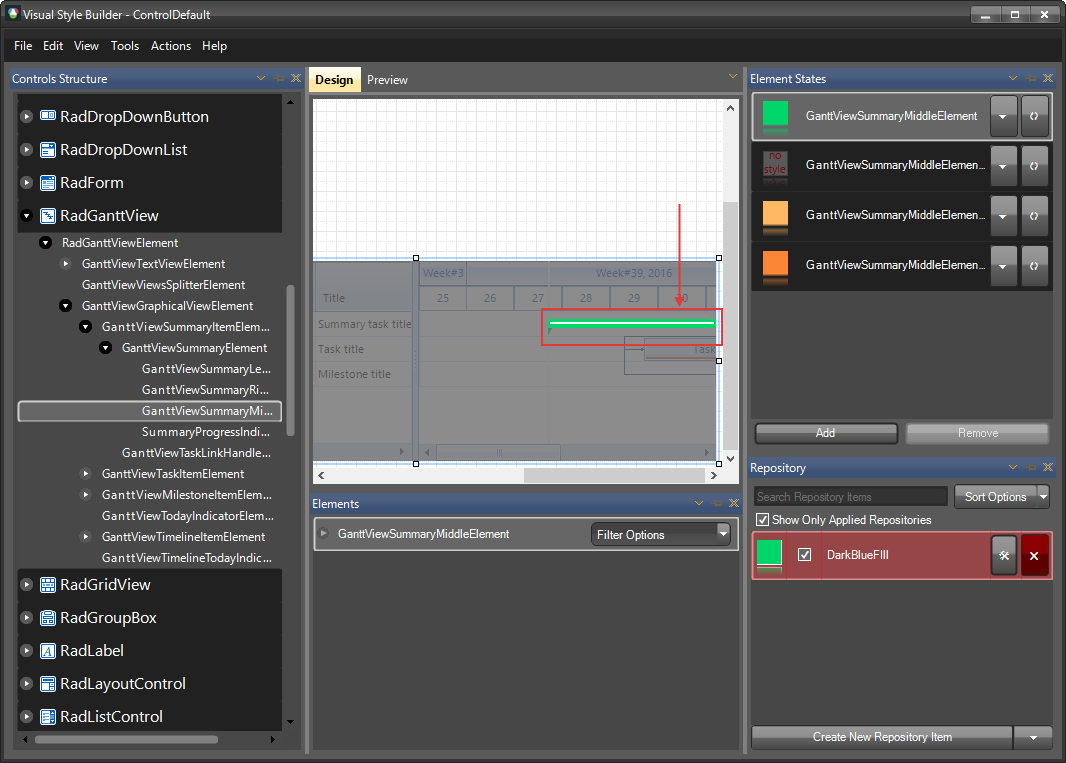 Visual Style Builder - ControlDefault
File Edit View Tools Actions Help
Controls Structure
RadDropDownButton
RadDropDownList
RadForm
RadGanttView
RadGanttViewElement
GanttViewTextViewElement
GanttViewViewsSplitterElement
GanttViewGraphicalViewElement
GanttViewSummaryItemElem...
GanttViewSummaryElement
GanttViewSummaryLe...
GanttViewSummaryRi...
GanttViewSummaryMi...
SummaryProgressIndi...
GanttViewTaskLinkHandle...
GanttViewTaskItemElement
GanttViewMilestoneItemElem...
GanttViewTodayIndicatorElem...
GanttViewTimelineItemElement
GanttViewTimelineTodayIndic...
RadGridView
RadGroupBox
RadLabel
RadLayoutControl
RadListControl
Design Preview
Week#3 Week#39, 2016
Title 25 26 27 28 29 30
Summary task title
Task title Task
Milestone title
Elements
GanttViewSummaryMiddleElement Filter Options
Element States
GanttViewSummaryMiddleElement
no
style
GanttViewSummaryMiddleElemen...
GanttViewSummaryMiddleElemen...
GanttViewSummaryMiddleElemen...
Add Remove
Repository
Search Repository Items Sort Options
Show Only Applied Repositories
DarkBlueFIll
Create New Repository Item